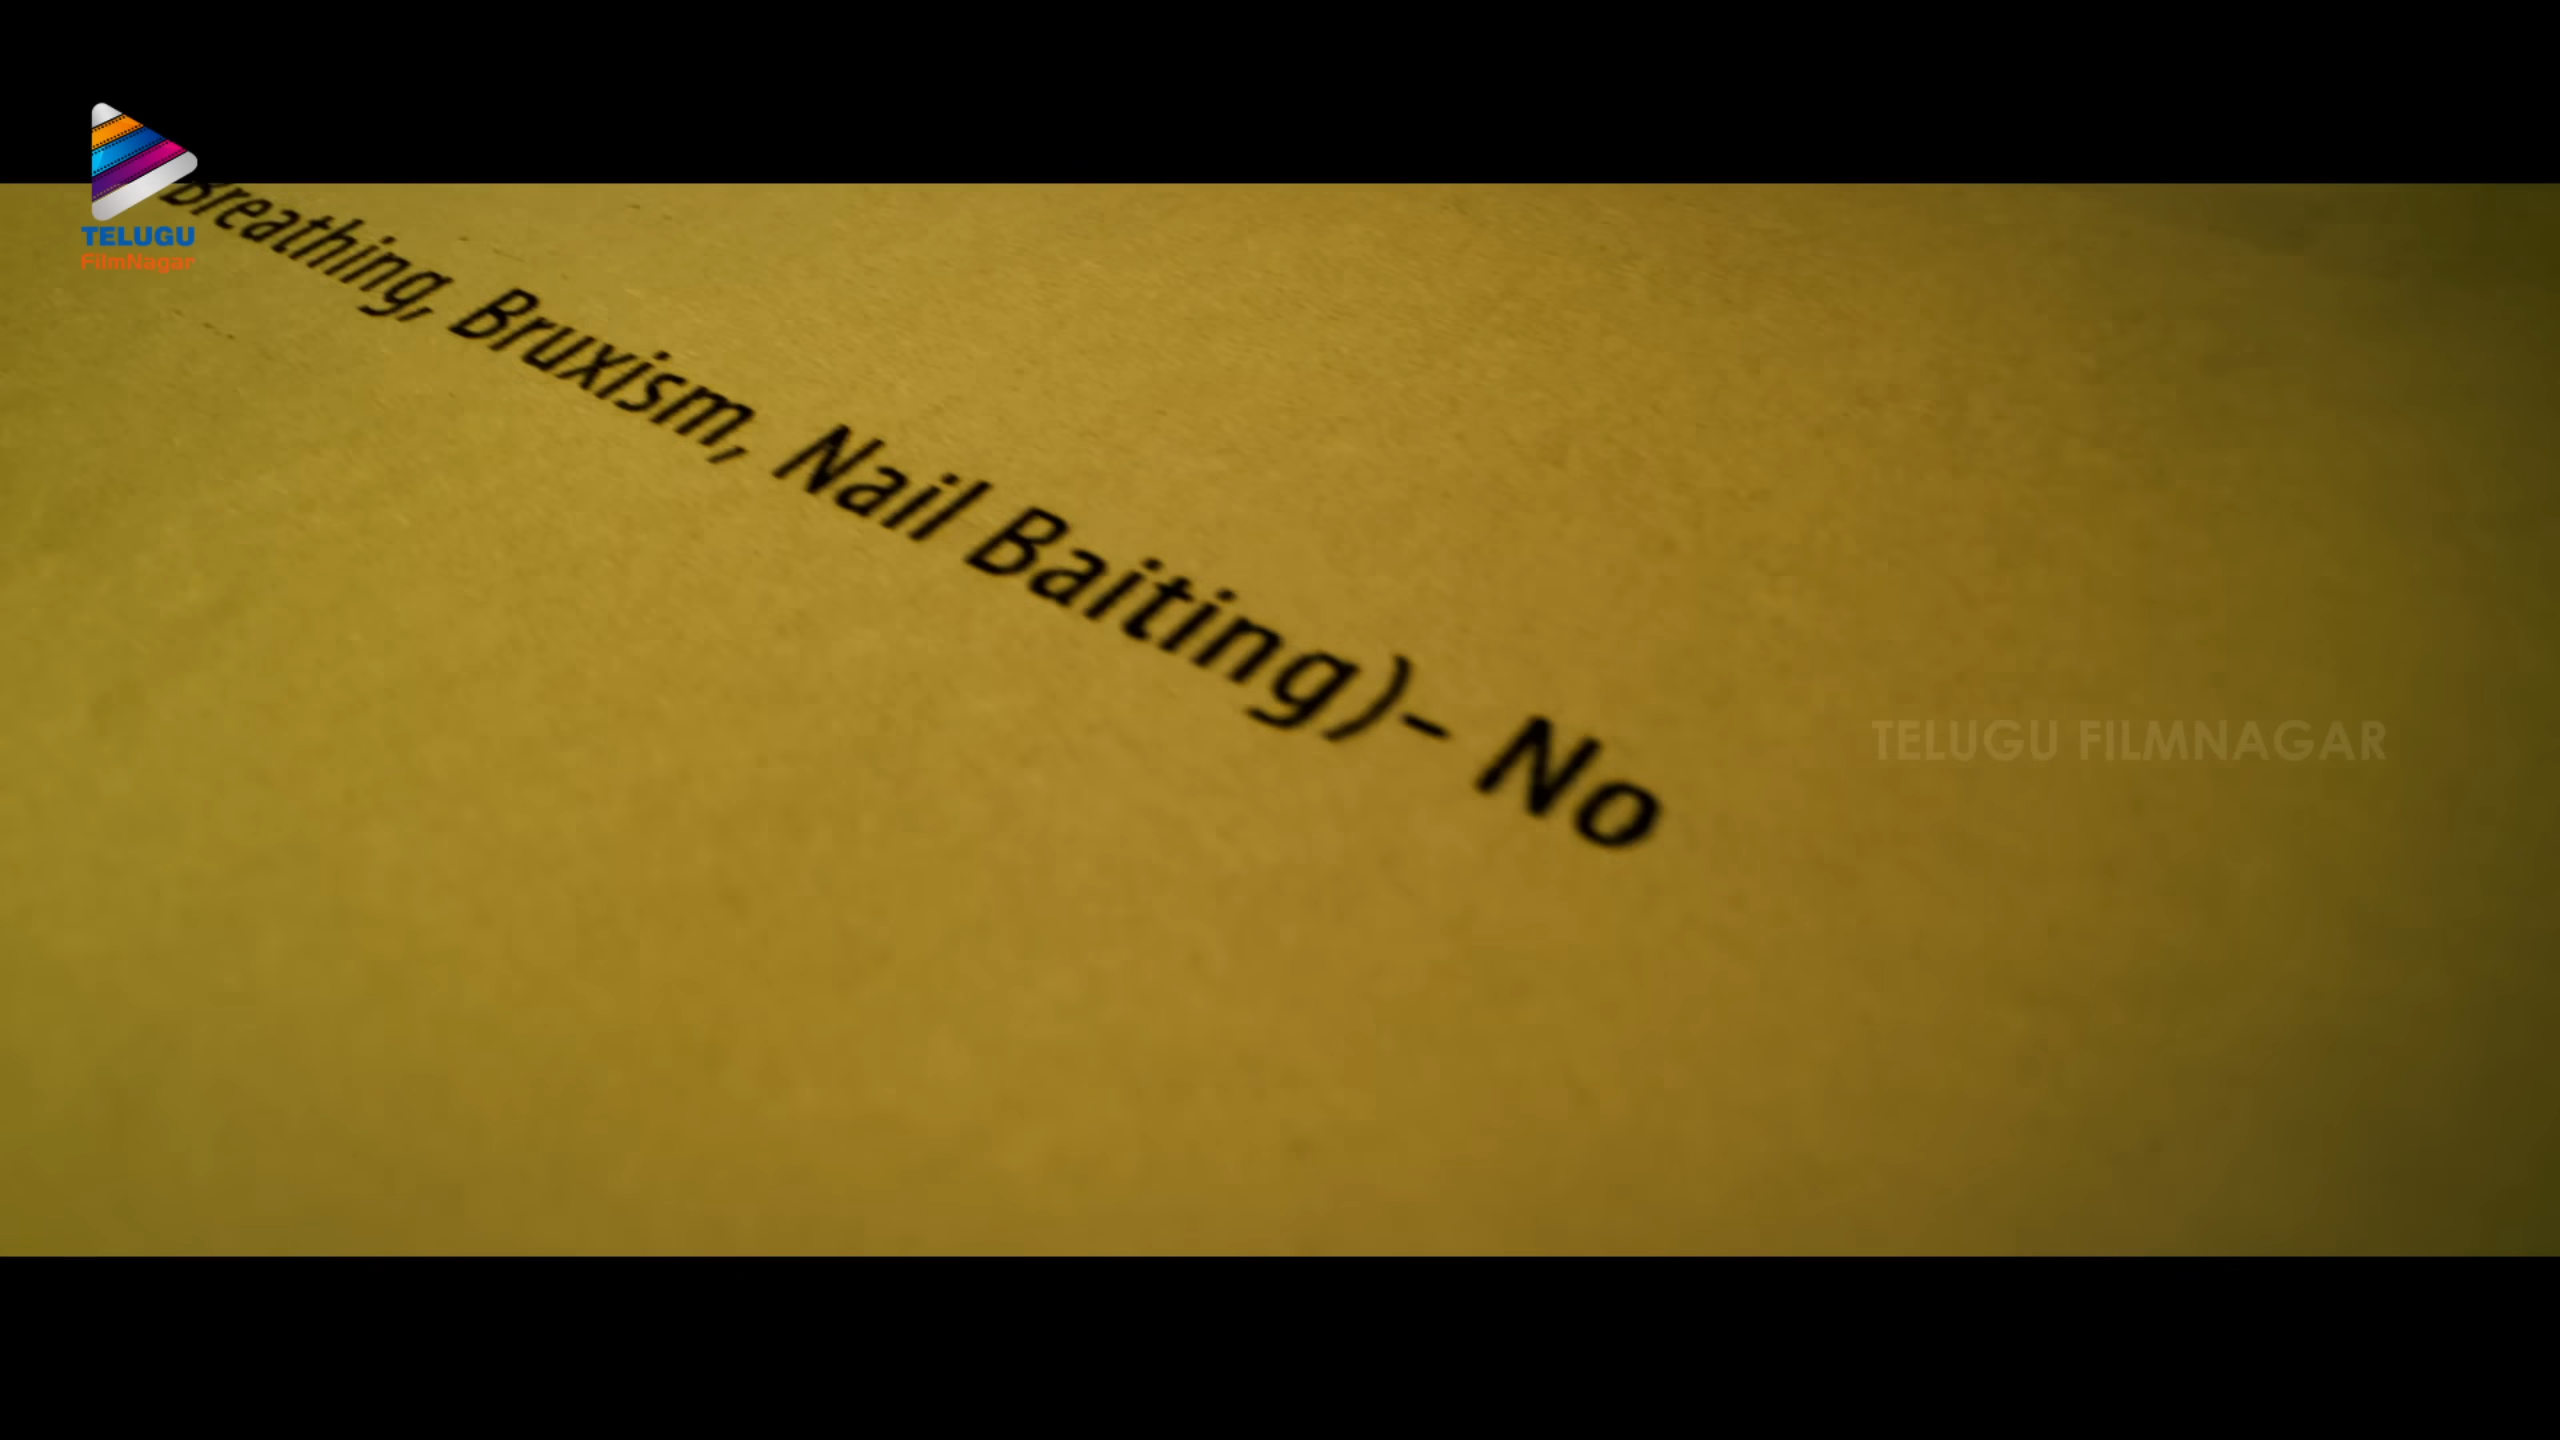 TELUGU
FilmNagar
Breathing, Bruxism, Nail Baiting)- No
TELUGU FILMNAGAR